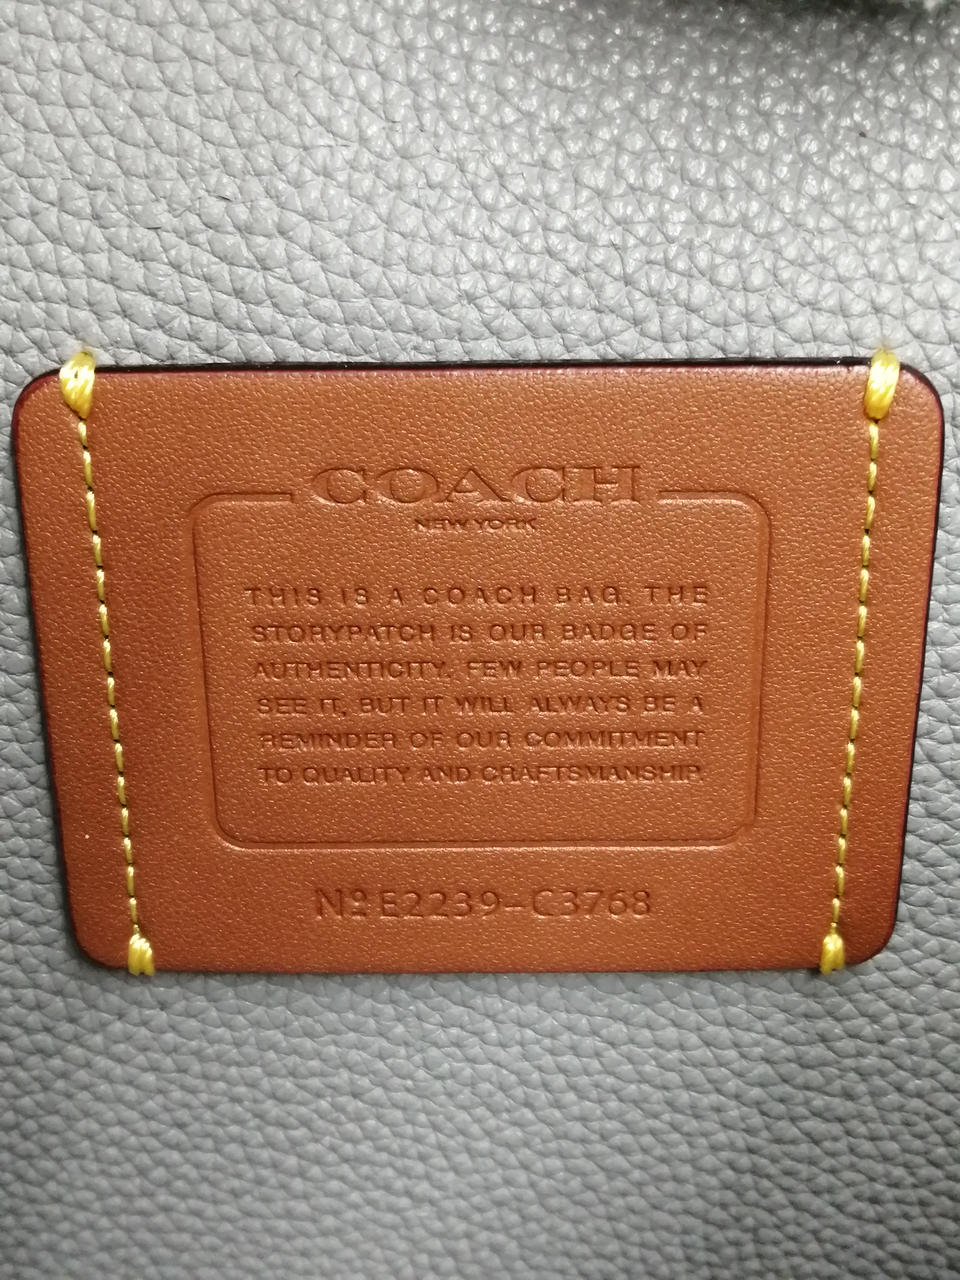 COACH
NEW YORK
THIS IS A COACH BAG. THE
STORYPATCH IS OUR BADGE OF
AUTHENTICITY. FEW PEOPLE MAY
SEE IT, BUT IT WILL ALWAYS BE A
REMINDER OF OUR COMMITMENT
TO QUALITY AND CRAFTSMANSHIP.
Nº E2239-C3768